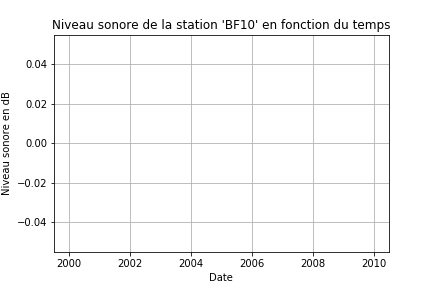 Niveau sonore de la station 'BF10' en fonction du temps
0.04
0.02
0.00
−0.02
−0.04
Niveau sonore en dB
2000 2002 2004 2006 2008 2010
Date